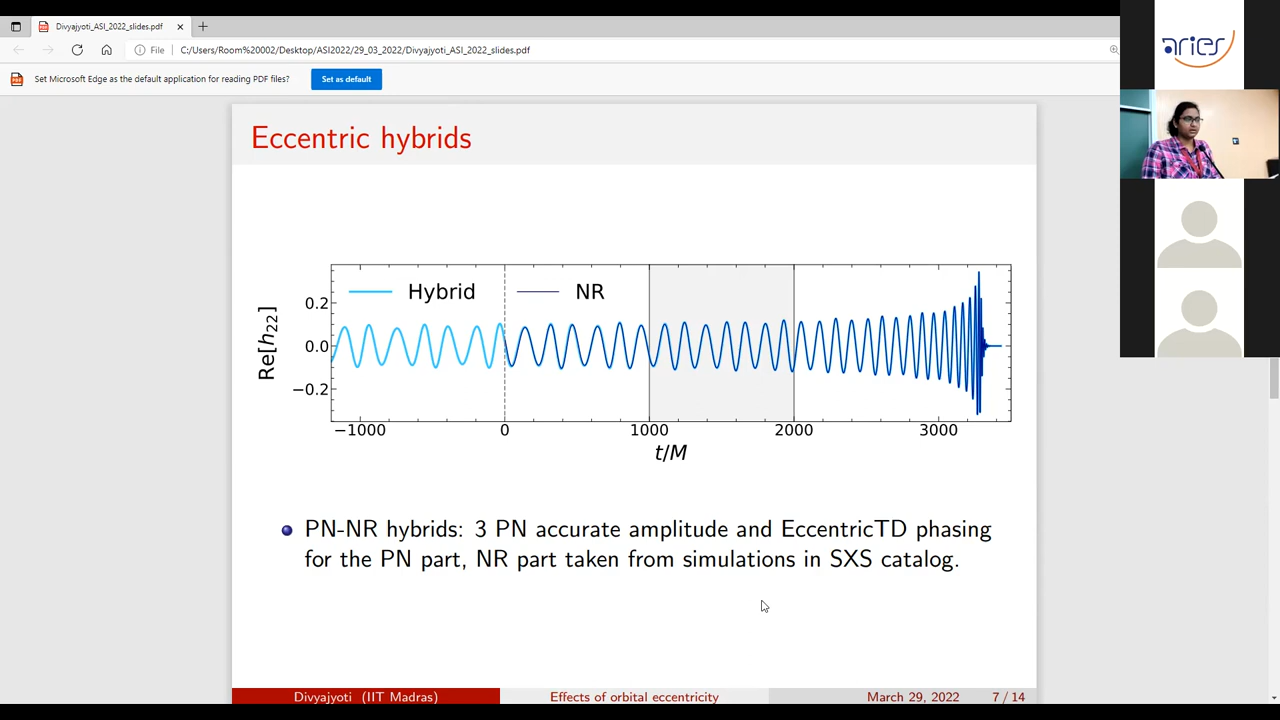 Divyajyoti_ASI_2022_slides.pdf
File
C:/Users/Room%20002/Desktop/ASI2022/29_03_2022/Divyajyoti_ASI_2022_slides.pdf
Set Microsoft Edge as the default application for reading PDF files?
Set as default
aries
Eccentric hybrids
Hybrid
NR
Re[h22]
0.2
0.0
−0.2
−1000
0
1000
2000
3000
t/M
PN-NR hybrids: 3 PN accurate amplitude and EccentricTD phasing
for the PN part, NR part taken from simulations in SXS catalog.
Divyajyoti (IIT Madras)
Effects of orbital eccentricity
March 29, 2022
7 / 14